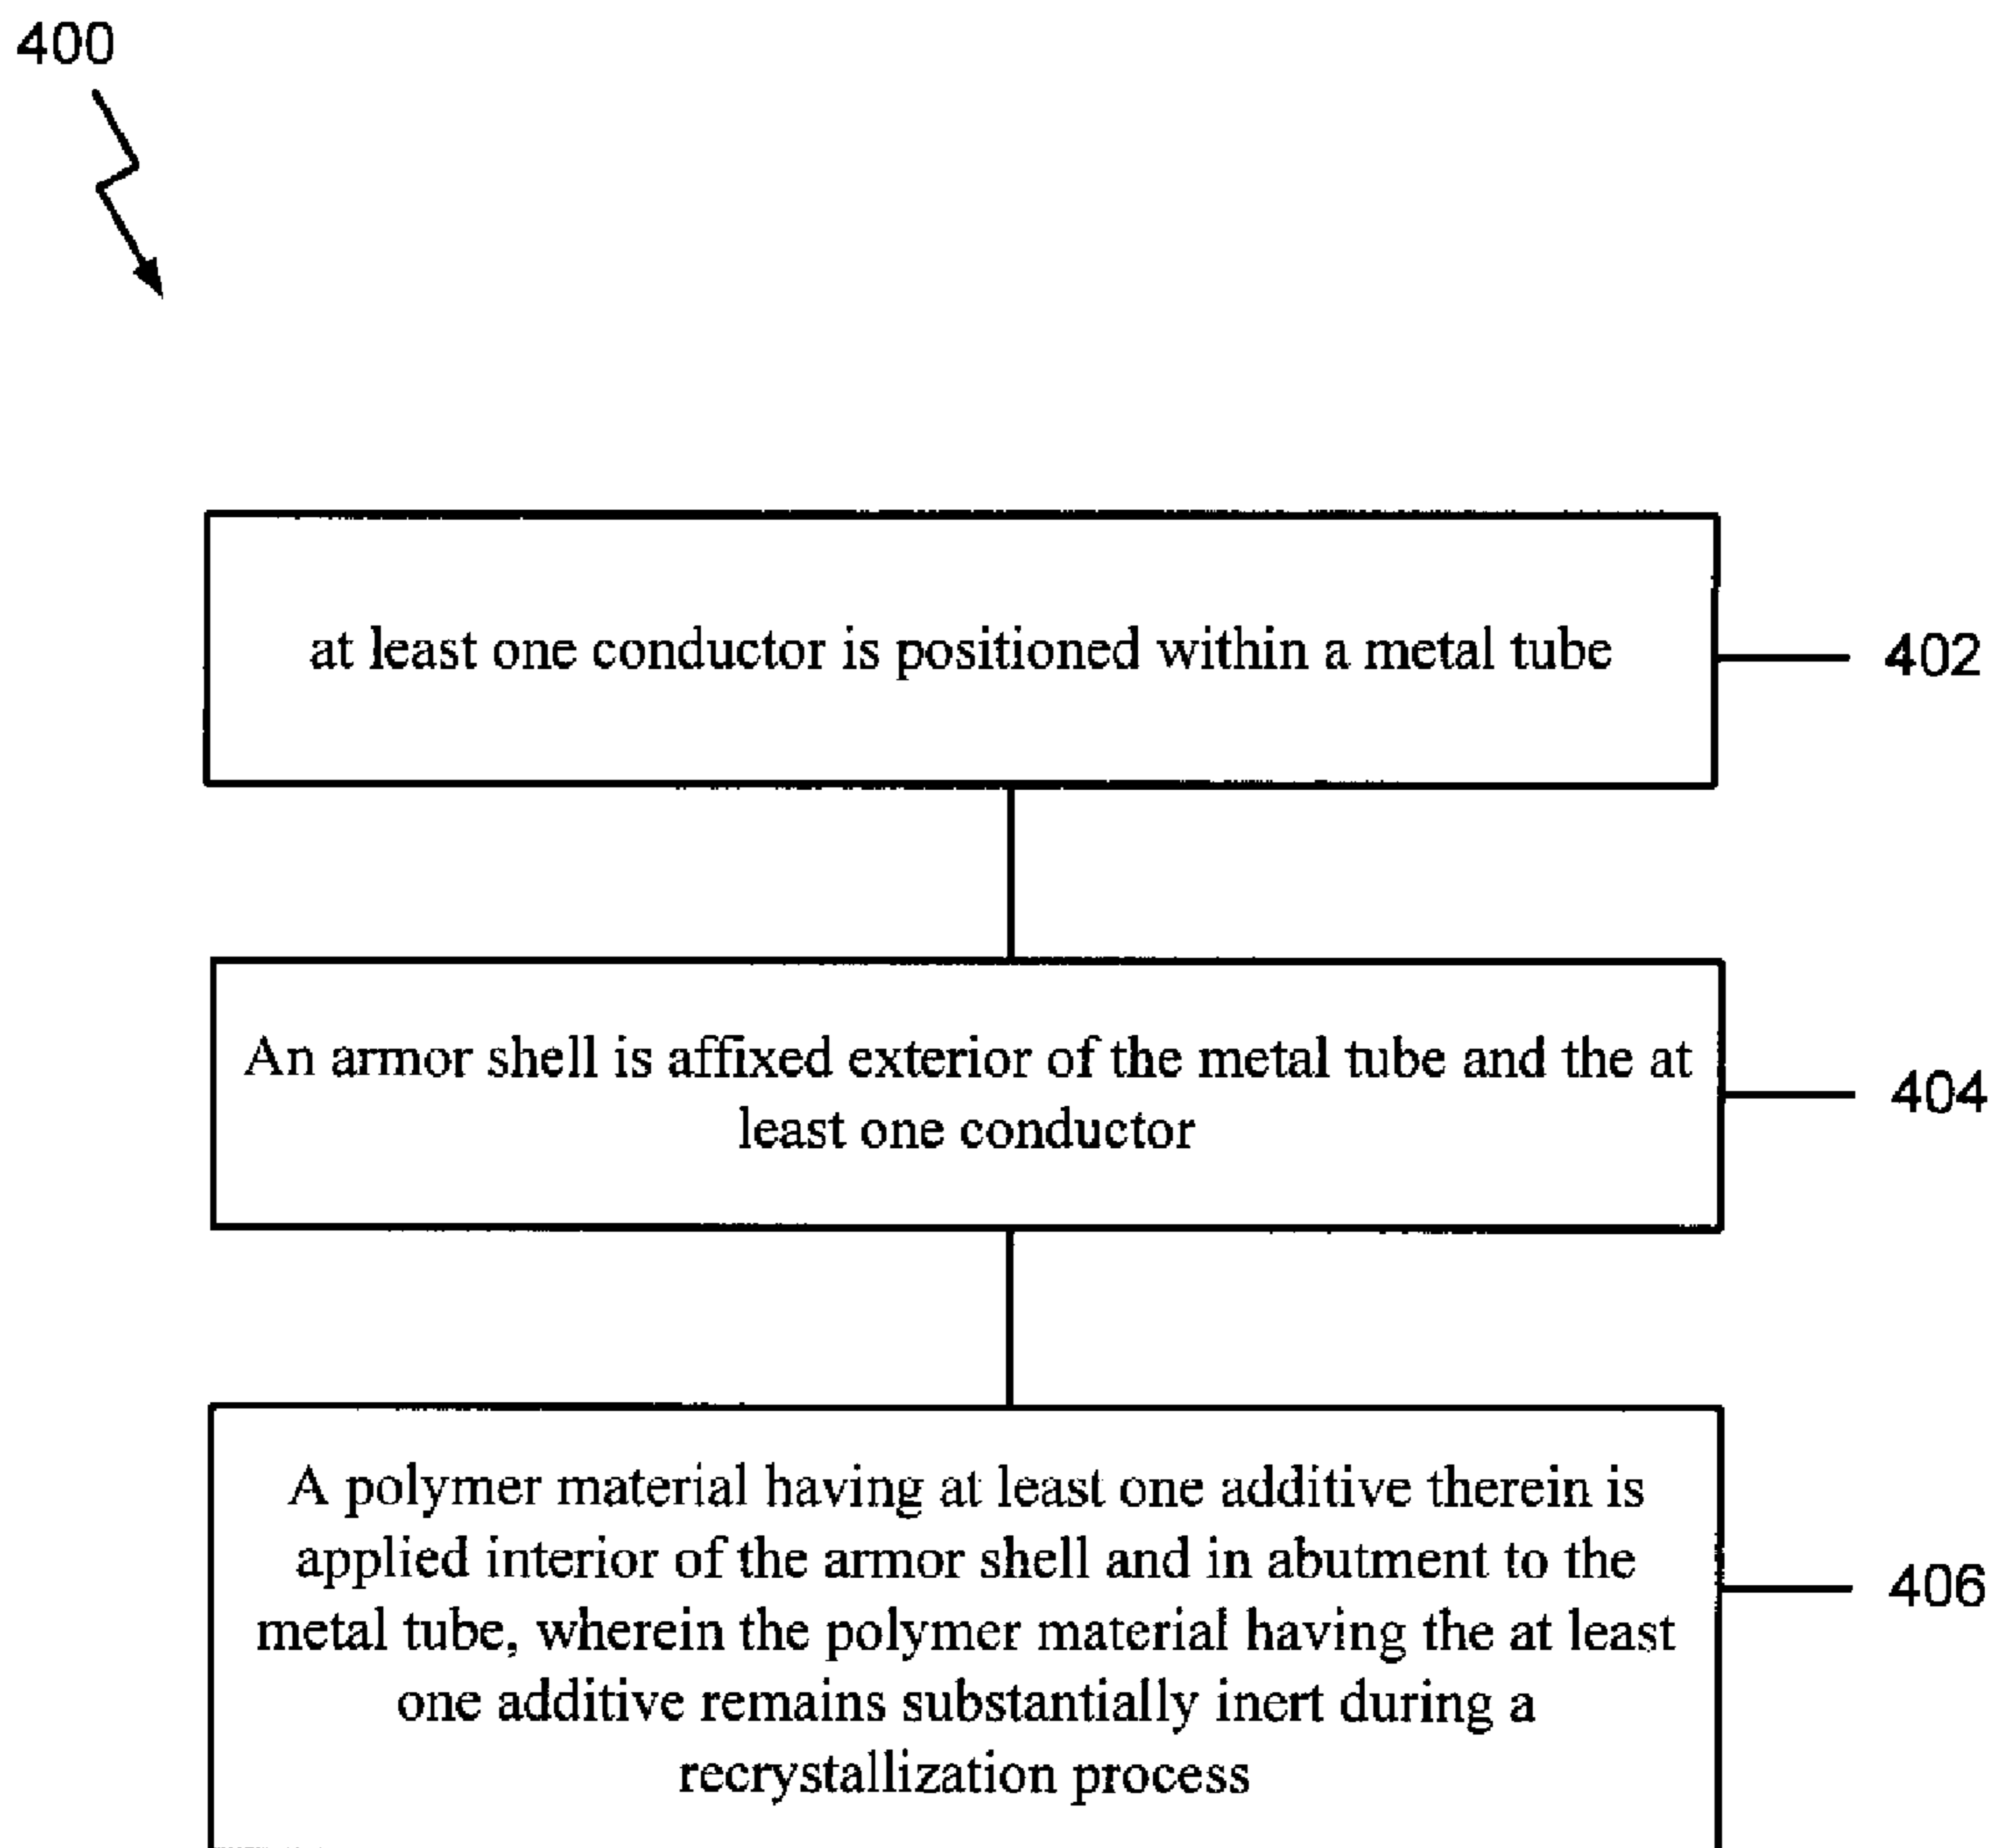 400
at least one conductor is positioned within a metal tube
402
An armor shell is affixed exterior of the metal tube and the at
least one conductor
404
A polymer material having at least one additive therein is
applied interior of the armor shell and in abutment to the
metal tube, wherein the polymer material having the at least
one additive remains substantially inert during a
recrystallization process
406